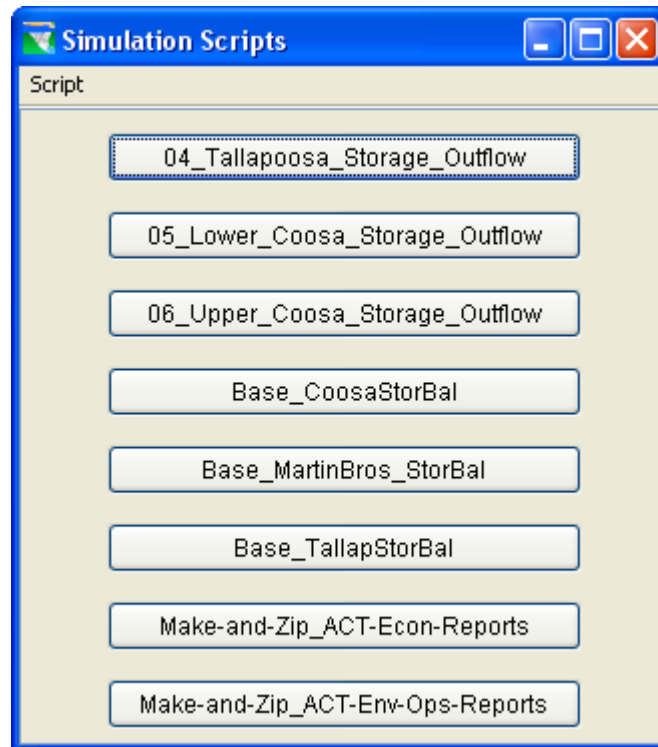 Simulation Scripts
Script
04_Tallapoosa_Storage_Outflow
05_Lower_Coosa_Storage_Outflow
06_Upper_Coosa_Storage_Outflow
Base_CoosaStorBal
Base_MartinBros_StorBal
Base_TallapStorBal
Make-and-Zip_ACT-Econ-Reports
Make-and-Zip_ACT-Env-Ops-Reports